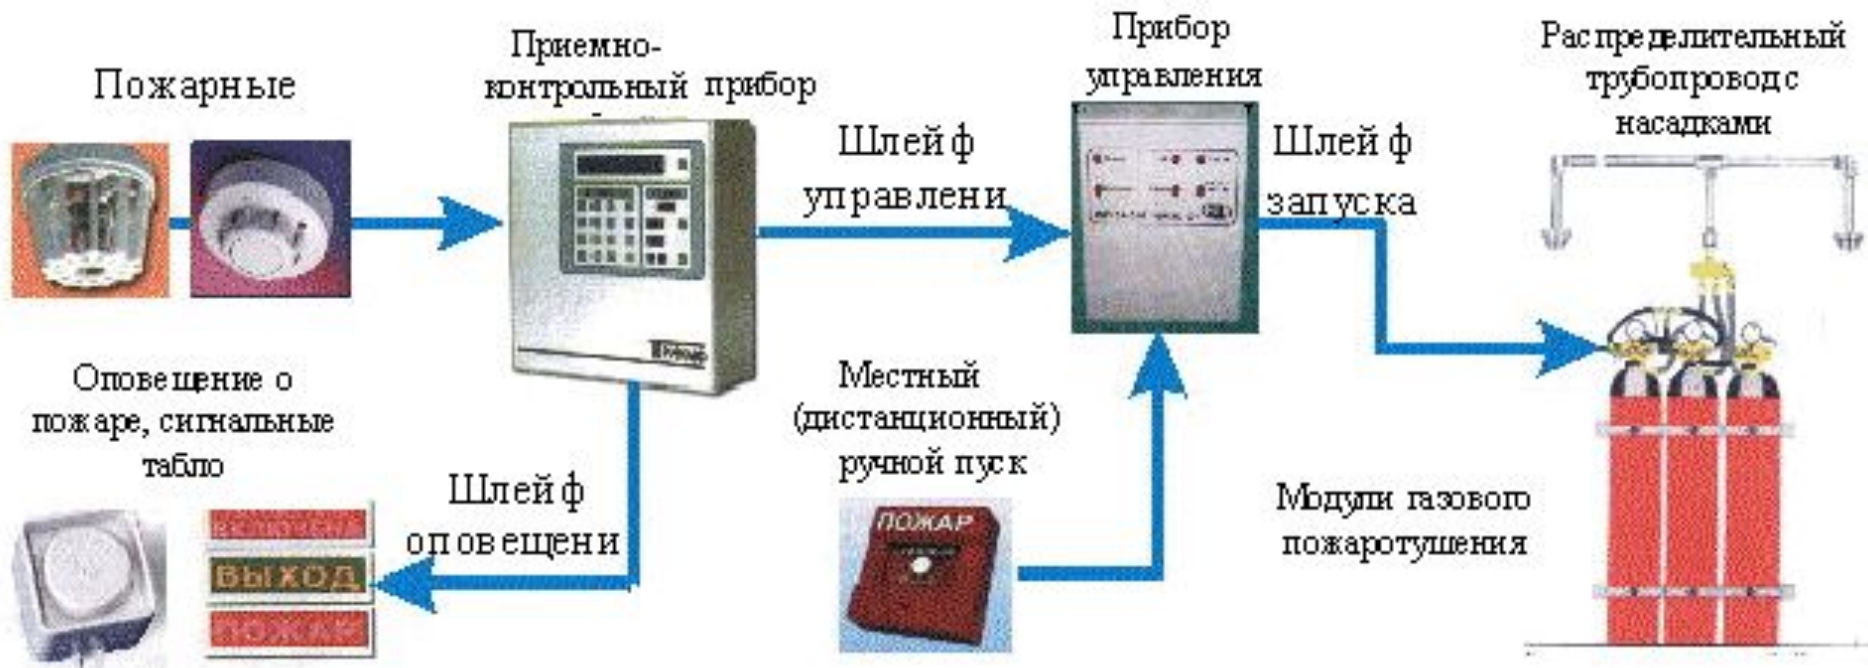 Пожарные
Приемно-
контрольный прибор
Шлейф
управлени
Прибор
управления
Шлейф
запуска
Распределительный
трубопровод с
насадками
Оповещение о
пожаре, сигнальные
табло
Шлейф
оповещени
ВКЛЮЧЕНА
ВЫХОД
ПОЖАР
Местный
(дистанционный)
ручной пуск
ПОЖАР
Модули газового
пожаротушения